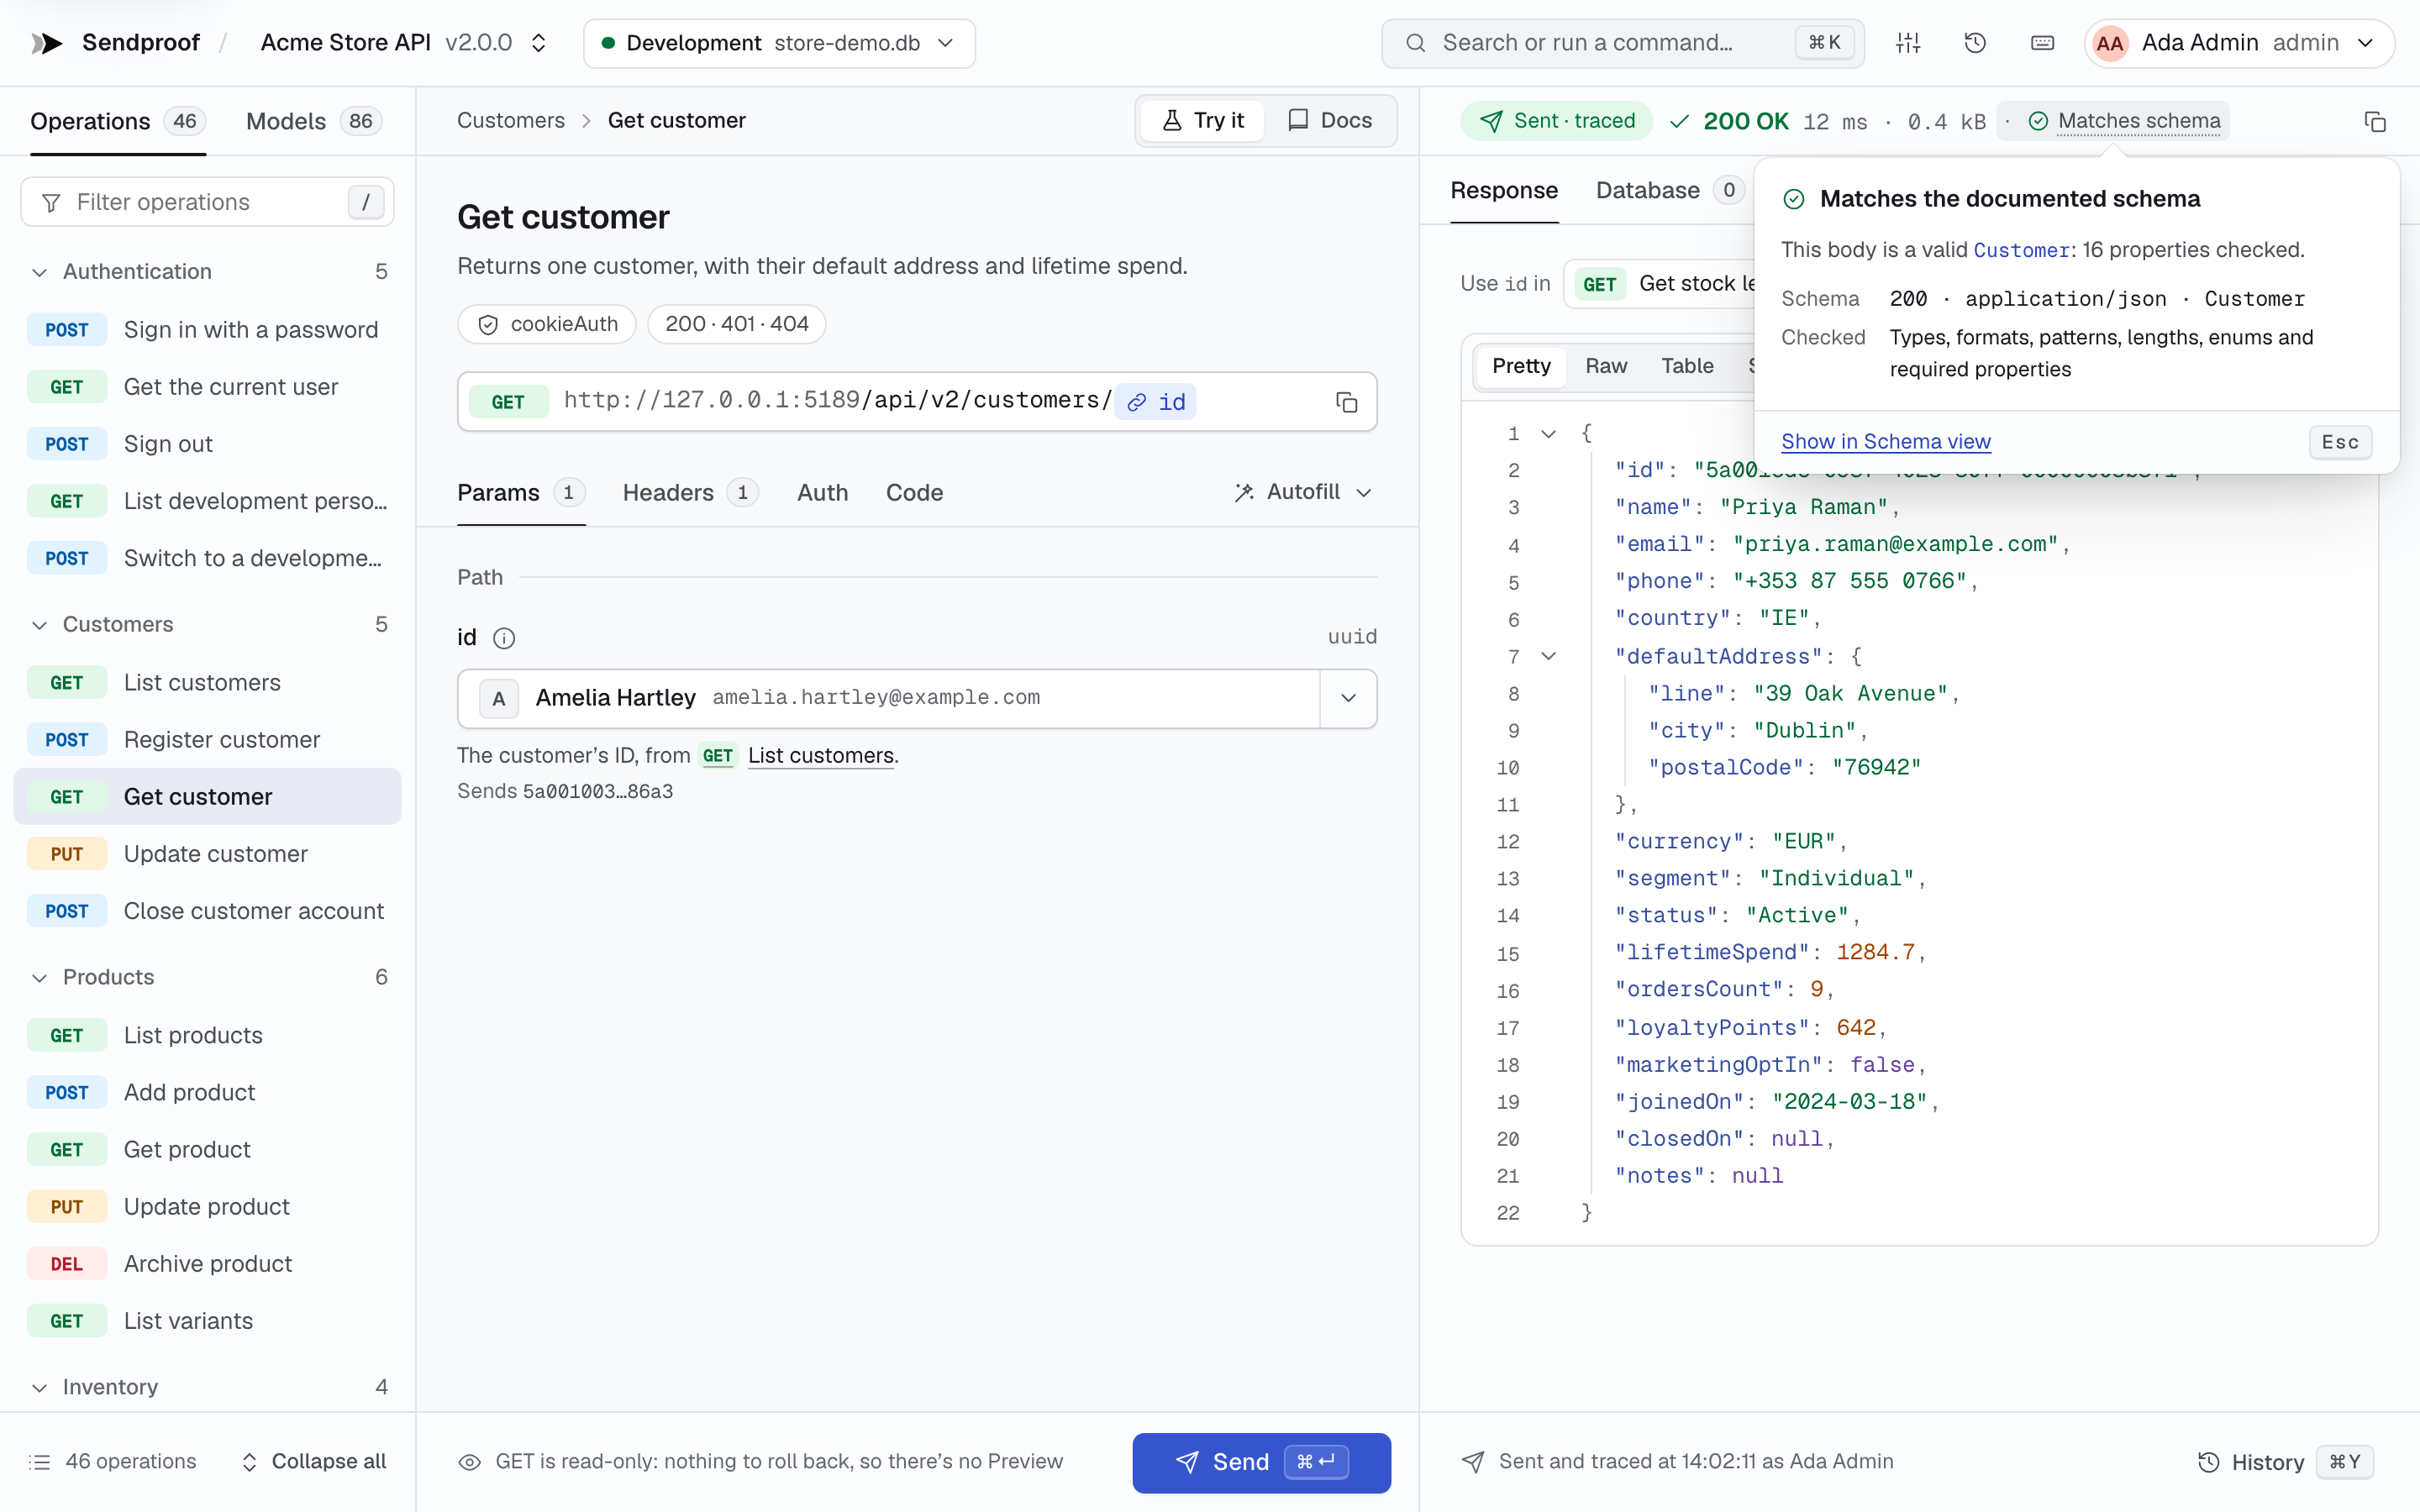 Sendproof / Acme Store API v2.0.0
Development store-demo.db
Search or run a command… ⌘K
AA Ada Admin admin
Operations 46 Models 86
Filter operations /
Authentication 5
POST Sign in with a password
GET Get the current user
POST Sign out
GET List development perso…
POST Switch to a developme…
Customers 5
GET List customers
POST Register customer
GET Get customer
PUT Update customer
POST Close customer account
Products 6
GET List products
POST Add product
GET Get product
PUT Update product
DEL Archive product
GET List variants
Inventory 4
46 operations Collapse all
Customers > Get customer
Try it Docs
Get customer
Returns one customer, with their default address and lifetime spend.
cookieAuth 200 · 401 · 404
GET http://127.0.0.1:5189/api/v2/customers/ id
Params 1 Headers 1 Auth Code Autofill
Path
id uuid
A Amelia Hartley amelia.hartley@example.com
The customer’s ID, from GET List customers.
Sends 5a001003…86a3
GET is read-only: nothing to roll back, so there’s no Preview
Send ⌘↵
Sent · traced 200 OK 12 ms · 0.4 kB · Matches schema
Response Database 0
Matches the documented schema
This body is a valid Customer: 16 properties checked.
Schema 200 · application/json · Customer
Checked Types, formats, patterns, lengths, enums and
required properties
Show in Schema view Esc
Use id in GET Get stock
Pretty Raw Table
1 {
2 "id":
3 "name": "Priya Raman",
4 "email": "priya.raman@example.com",
5 "phone": "+353 87 555 0766",
6 "country": "IE",
7 "defaultAddress": {
8 "line": "39 Oak Avenue",
9 "city": "Dublin",
10 "postalCode": "76942"
11 },
12 "currency": "EUR",
13 "segment": "Individual",
14 "status": "Active",
15 "lifetimeSpend": 1284.7,
16 "ordersCount": 9,
17 "loyaltyPoints": 642,
18 "marketingOptIn": false,
19 "joinedOn": "2024-03-18",
20 "closedOn": null,
21 "notes": null
22 }
Sent and traced at 14:02:11 as Ada Admin
History ⌘Y